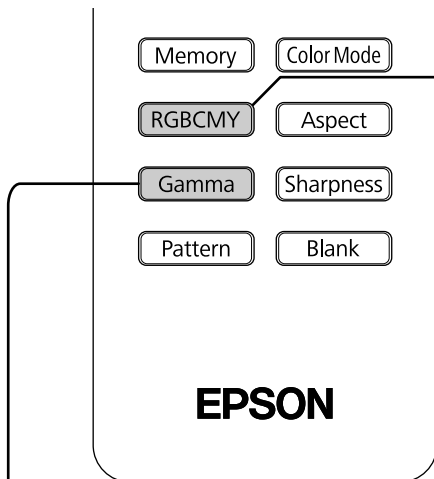 Memory Color Mode
RGBCMY Aspect
Gamma Sharpness
Pattern Blank
EPSON